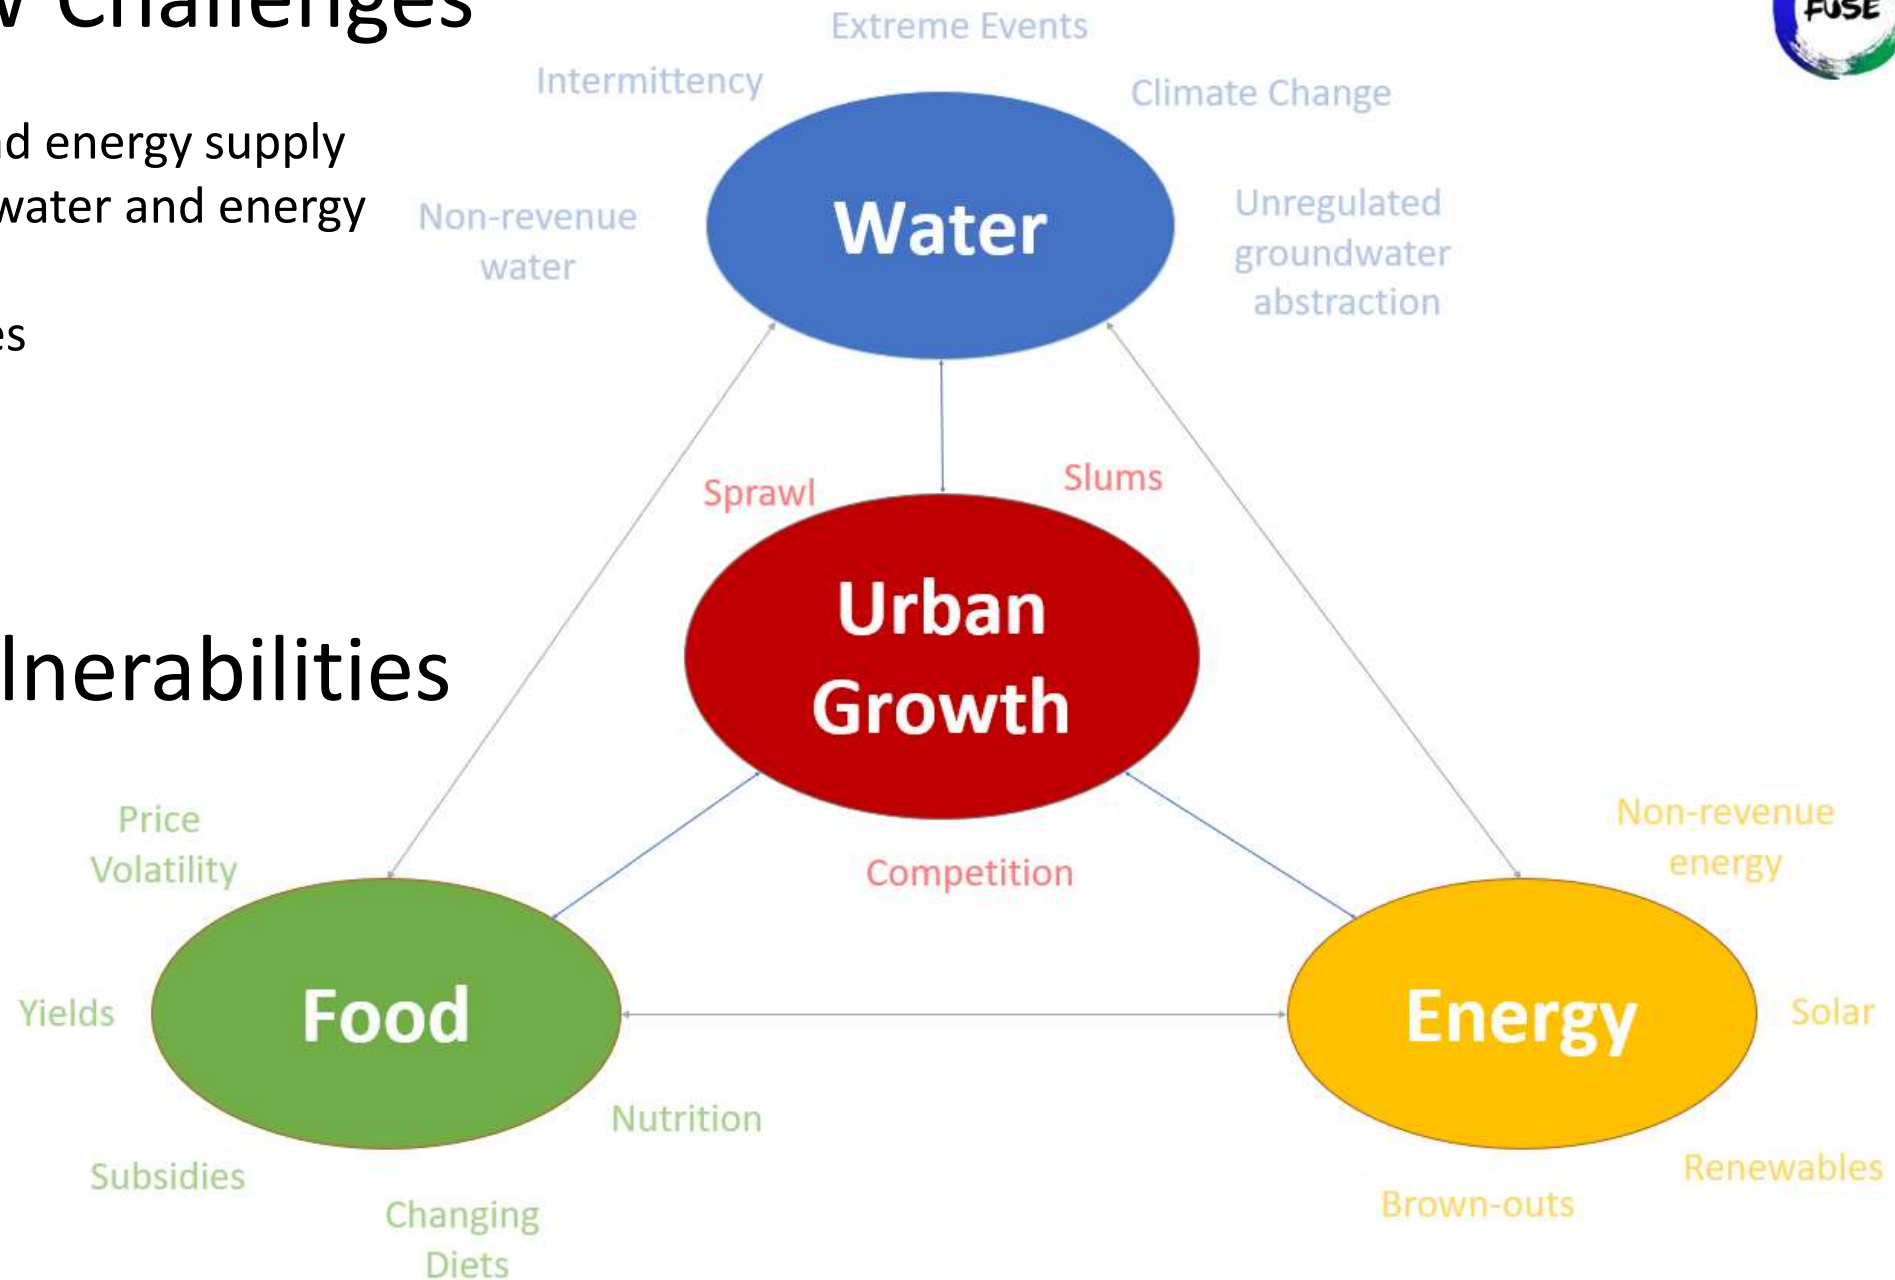 Challenges
energy supply
water and energy
FUSE
Extreme Events
Intermittency
Climate Change
Non-revenue
water
Water
Unregulated
groundwater
abstraction
Sprawl
Slums
Urban
Growth
Competition
Price
Volatility
Yields
Food
Nutrition
Subsidies
Changing
Diets
Non-revenue
energy
Energy
Solar
Renewables
Brown-outs